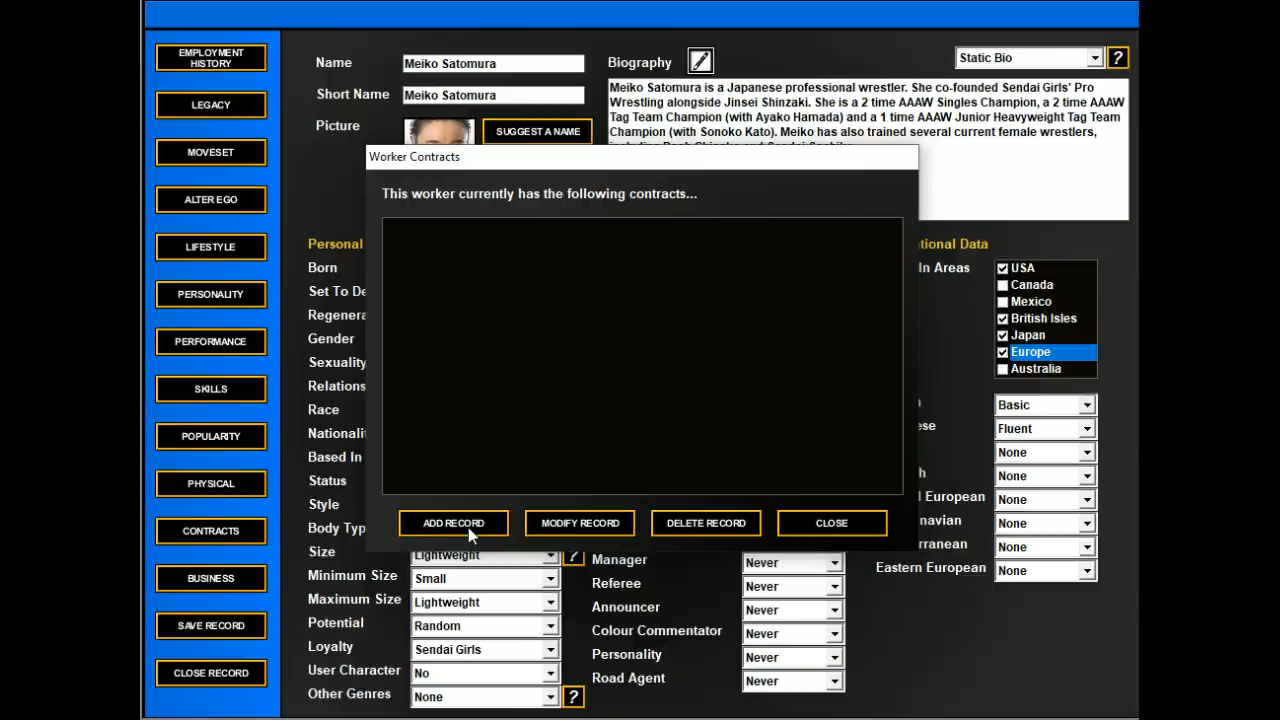 EMPLOYMENT
HISTORY
LEGACY
MOVESET
ALTER EGO
LIFESTYLE
PERSONALITY
PERFORMANCE
SKILLS
POPULARITY
PHYSICAL
CONTRACTS
BUSINESS
SAVE RECORD
CLOSE RECORD
Name Meiko Satomura
Short Name Meiko Satomura
Picture SUGGEST A NAME
Biography Static Bio ?
Meiko Satomura is a Japanese professional wrestler. She co-founded Sendai Girls' Pro
Wrestling alongside Jinsei Shinzaki. She is a 2 time AAAW Singles Champion, a 2 time AAAW
Tag Team Champion (with Ayako Hamada) and a 1 time AAAW Junior Heavyweight Tag Team
Champion (with Sonoko Kato). Meiko has also trained several current female wrestlers,
Worker Contracts
This worker currently has the following contracts...
ADD RECORD MODIFY RECORD DELETE RECORD CLOSE
Personal
Born
Set To De
Regenera
Gender
Sexuality
Relations
Race
Nationalit
Based In
Status
Style
Body Typ
Size Lightweight ?
Minimum Size Small
Maximum Size Lightweight
Potential Random
Loyalty Sendai Girls
User Character No
Other Genres None ?
Manager Never
Referee Never
Announcer Never
Colour Commentator Never
Personality Never
Road Agent Never
tional Data
In Areas USA
Canada
Mexico
British Isles
Japan
Europe
Australia
Basic
ese Fluent
None
h None
l European None
navian None
rranean None
Eastern European None